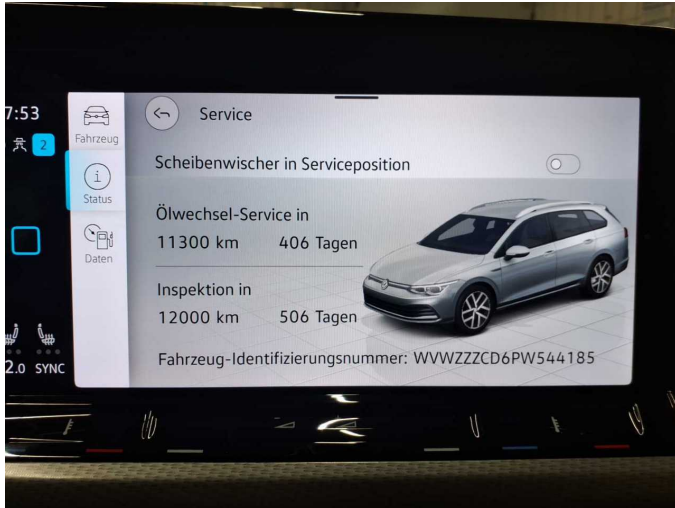 7:53
2
Fahrzeug
Status
Daten
2.0 SYNC
Service
Scheibenwischer in Serviceposition
Ölwechsel-Service in
11300 km 406 Tagen
Inspektion in
12000 km 506 Tagen
Fahrzeug-Identifizierungsnummer: WVWZZZCD6PW544185